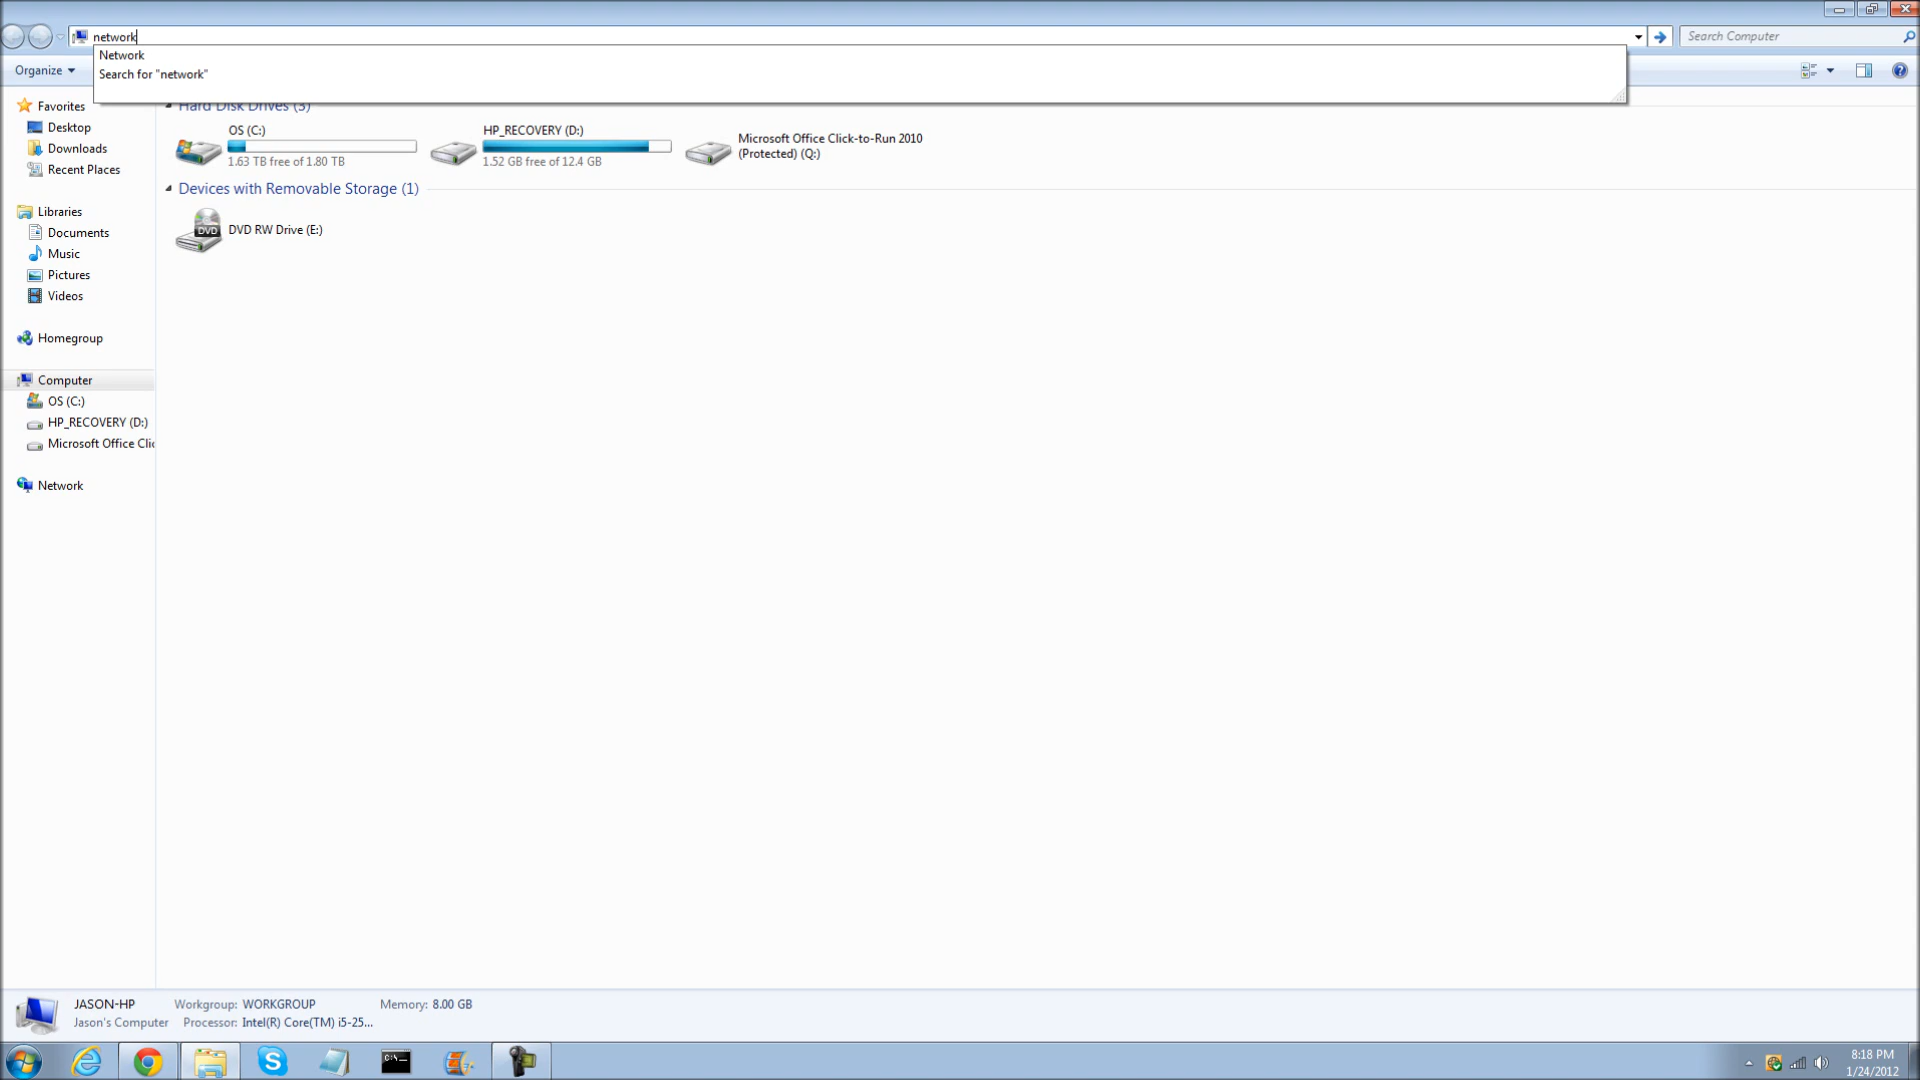 network
Search Computer
Network
Search for "network"
Organize
Favorites
Desktop
Downloads
Recent Places
Libraries
Documents
Music
Pictures
Videos
Homegroup
Computer
OS (C:)
HP_RECOVERY (D:)
Microsoft Office Clic
Network
Hard Disk Drives (3)
OS (C:)
1.63 TB free of 1.80 TB
HP_RECOVERY (D:)
1.52 GB free of 12.4 GB
Microsoft Office Click-to-Run 2010
(Protected) (Q:)
Devices with Removable Storage (1)
DVD
DVD RW Drive (E:)
JASON-HP Workgroup: WORKGROUP Memory: 8.00 GB
Jason's Computer Processor: Intel(R) Core(TM) i5-25...
C:\_
8:18 PM
1/24/2012